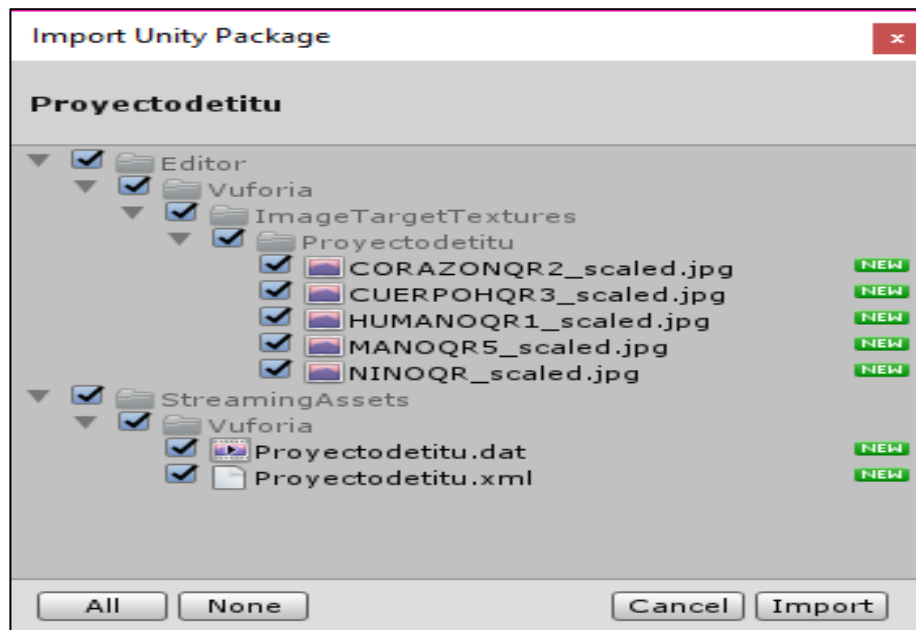 Import Unity Package
x
Proyectodetitu
Editor
Vuforia
ImageTargetTextures
Proyectodetitu
CORAZONQR2_scaled.jpg NEW
CUERPOHQR3_scaled.jpg NEW
HUMANOQR1_scaled.jpg NEW
MANOQR5_scaled.jpg NEW
NINOQR_scaled.jpg NEW
StreamingAssets
Vuforia
Proyectodetitu.dat NEW
Proyectodetitu.xml NEW
All None Cancel Import